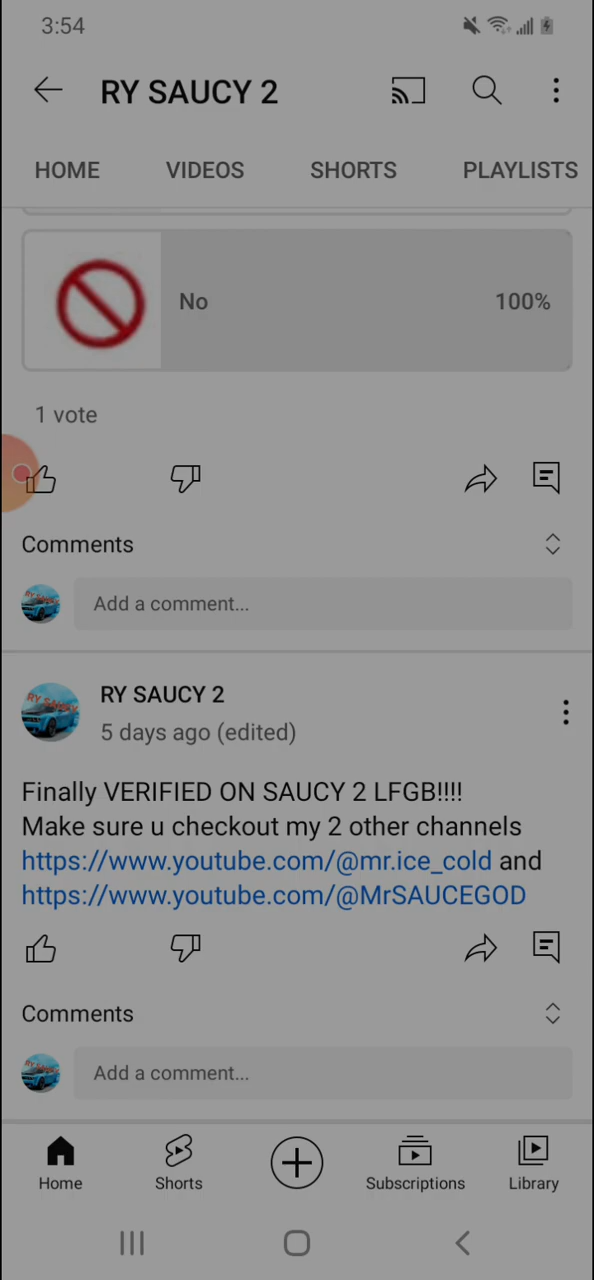 3:54
RY SAUCY 2
HOME VIDEOS SHORTS PLAYLISTS
No 100%
1 vote
Comments
Add a comment...
RY SAUCY 2
5 days ago (edited)
Finally VERIFIED ON SAUCY 2 LFGB!!!!
Make sure u checkout my 2 other channels
https://www.youtube.com/@mr.ice_cold and
https://www.youtube.com/@MrSAUCEGOD
Comments
Add a comment...
Home Shorts Subscriptions Library